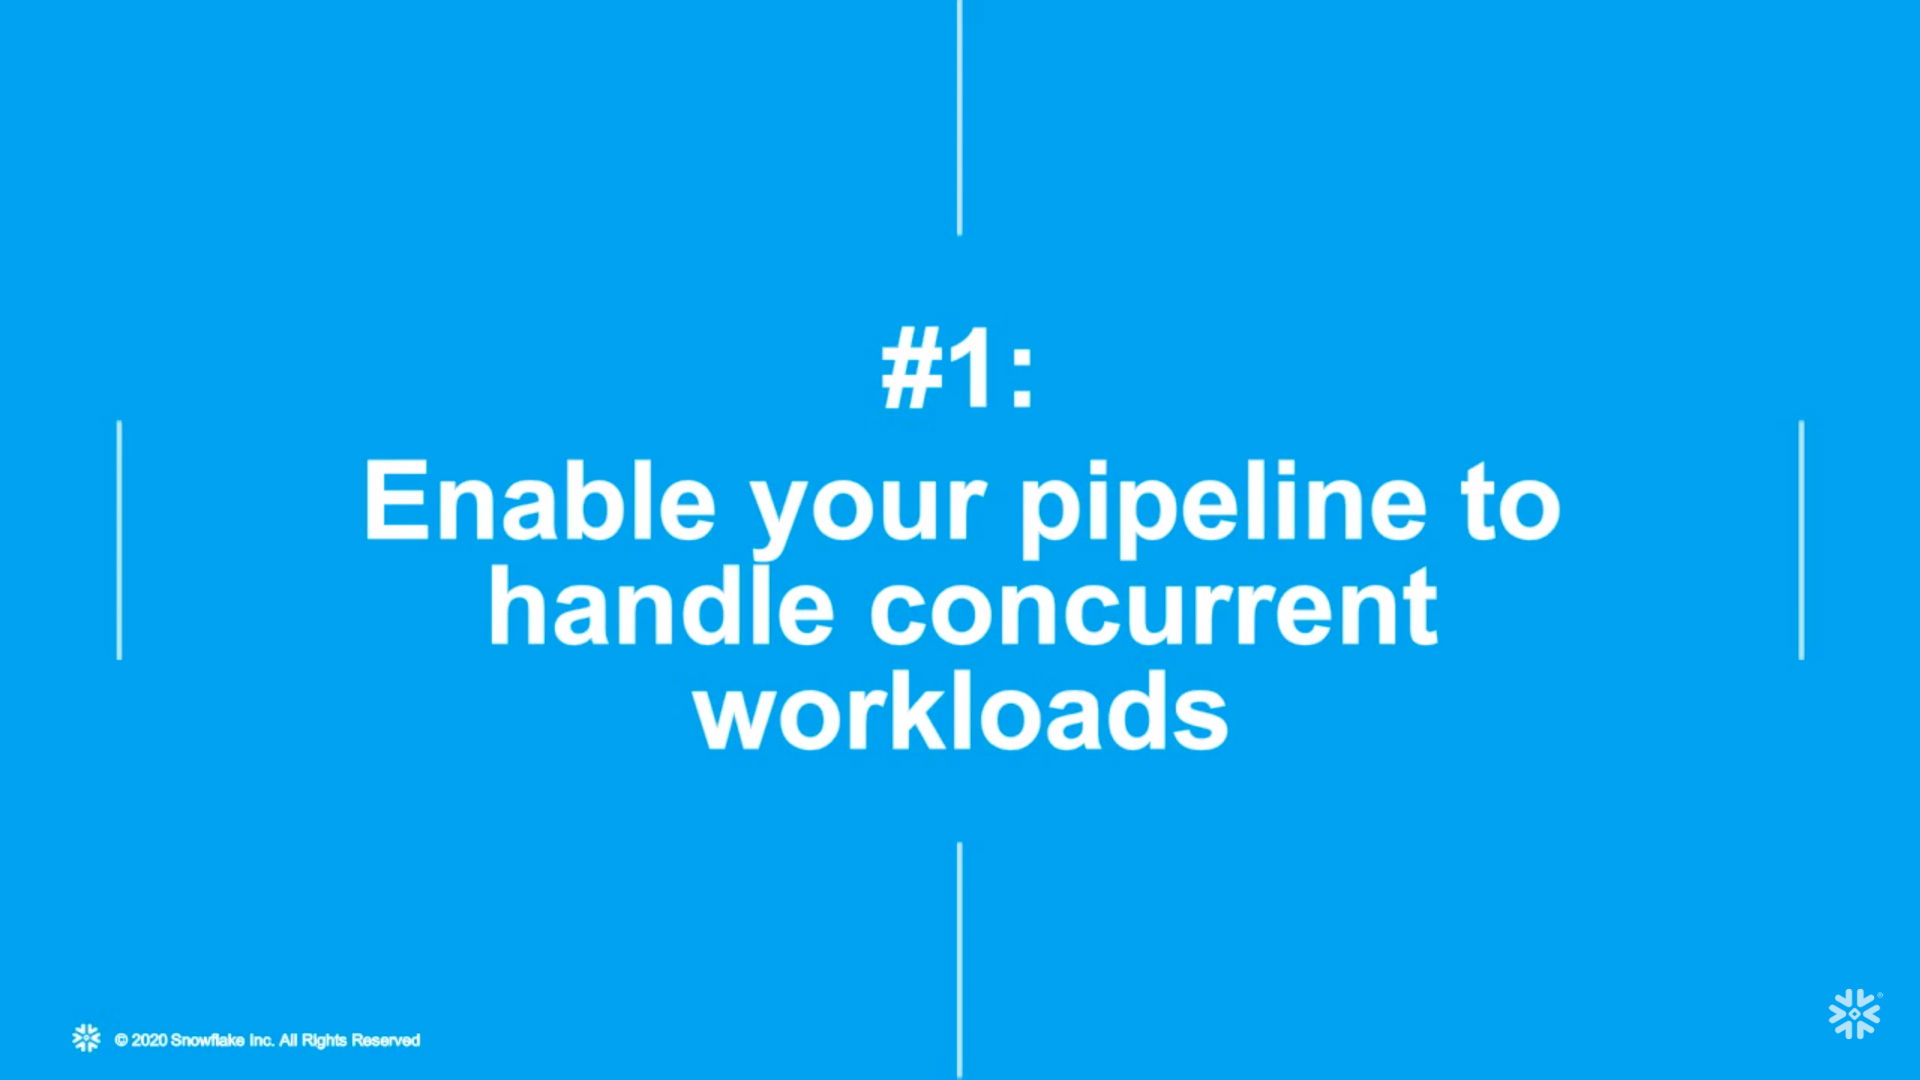 #1:
Enable your pipeline to
handle concurrent
workloads
© 2020 Snowflake Inc. All Rights Reserved